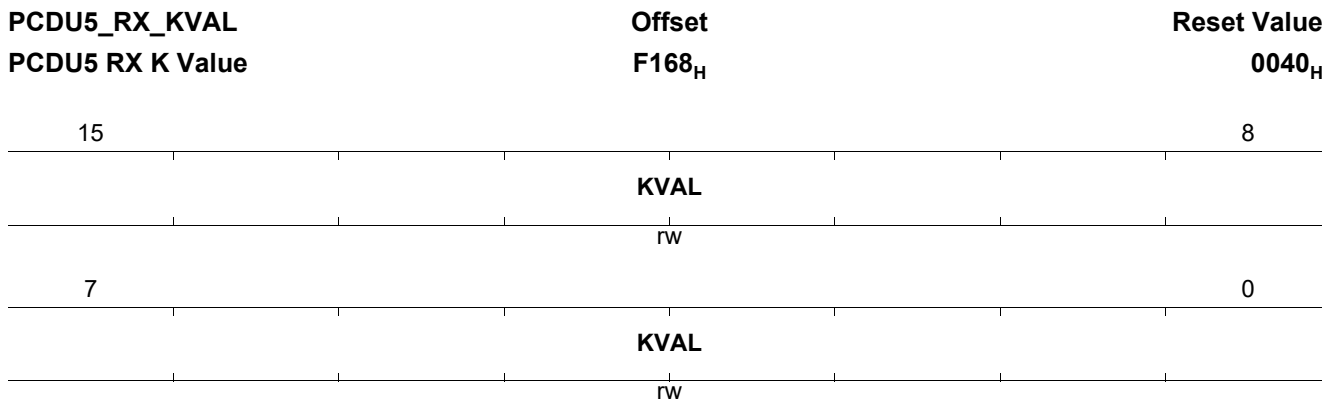 PCDU5_RX_KVAL Offset Reset Value
PCDU5 RX K Value F168H 0040H
15 8
KVAL
rw
7 0
KVAL
rw